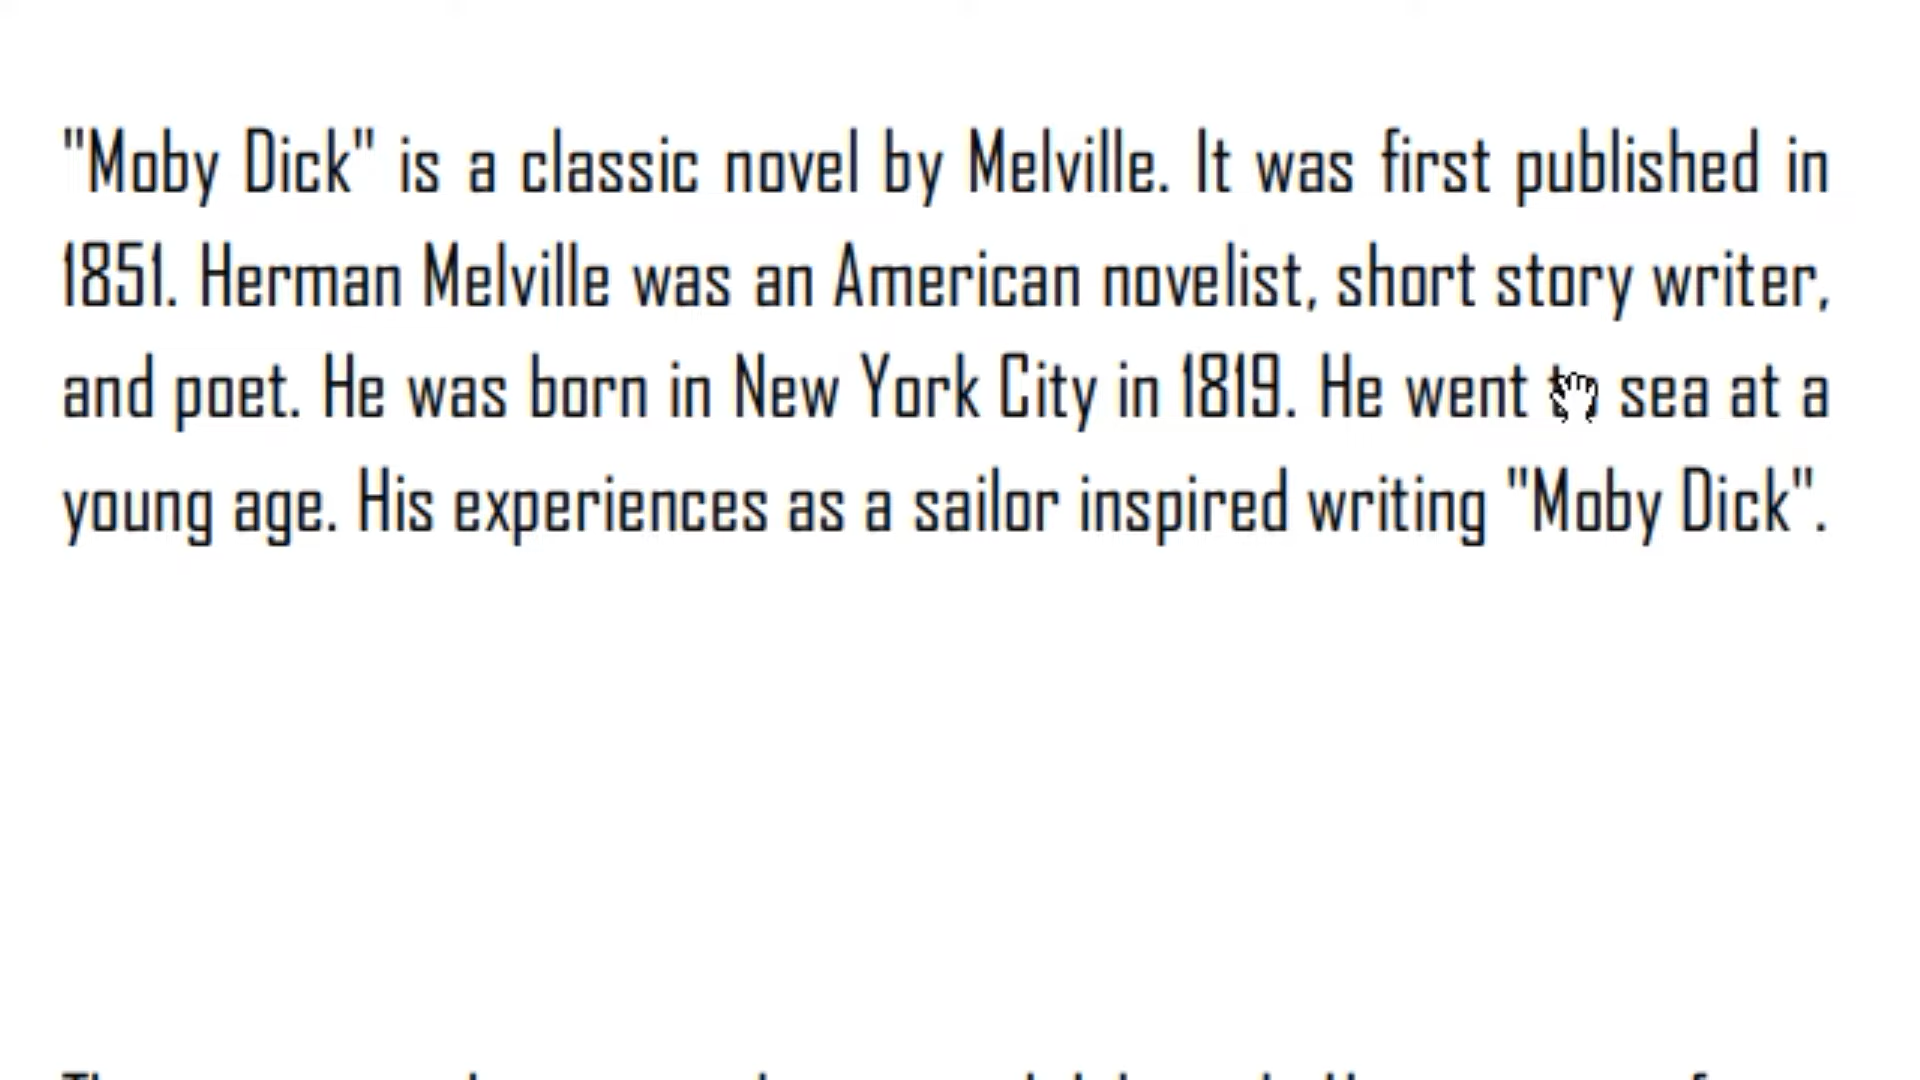 "Moby Dick" is a classic novel by Melville. It was first published in
1851. Herman Melville was an American novelist, short story writer,
and poet. He was born in New York City in 1819. He went to sea at a
young age. His experiences as a sailor inspired writing "Moby Dick".